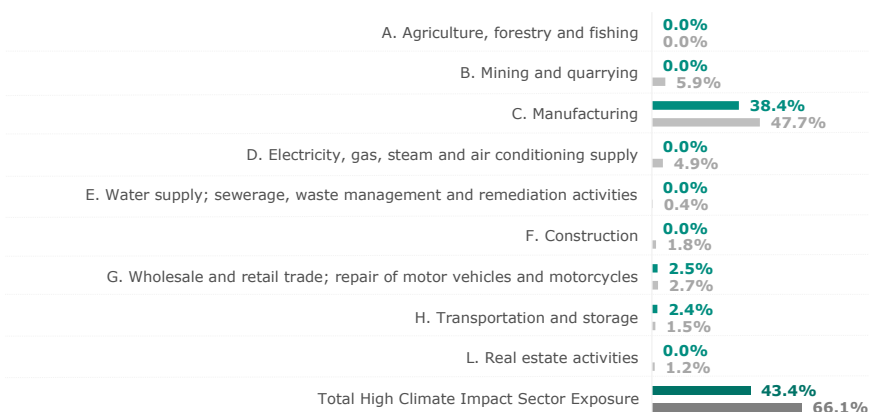 A. Agriculture, forestry and fishing
0.0%
0.0%
B. Mining and quarrying
0.0%
5.9%
C. Manufacturing
38.4%
47.7%
D. Electricity, gas, steam and air conditioning supply
0.0%
4.9%
E. Water supply; sewerage, waste management and remediation activities
0.0%
0.4%
F. Construction
0.0%
1.8%
G. Wholesale and retail trade; repair of motor vehicles and motorcycles
2.5%
2.7%
H. Transportation and storage
2.4%
1.5%
L. Real estate activities
0.0%
1.2%
Total High Climate Impact Sector Exposure
43.4%
66.1%